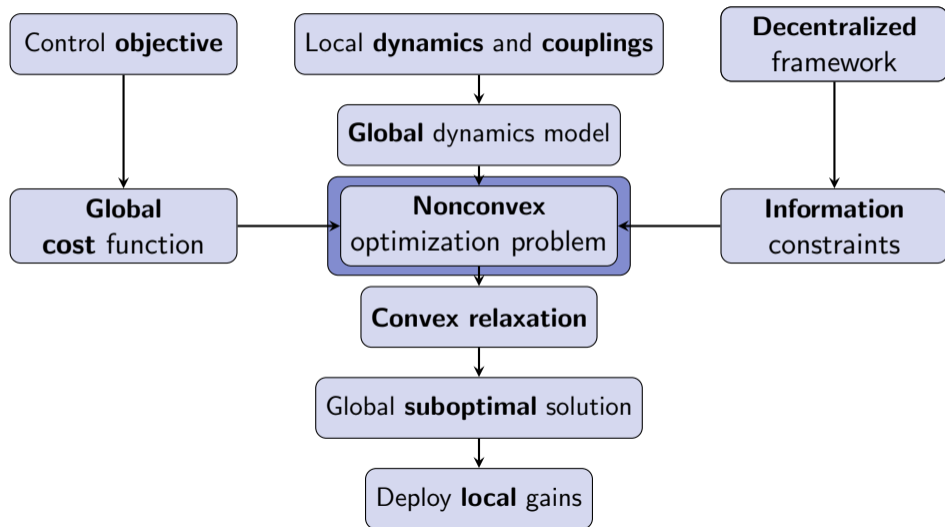 Control objective
Local dynamics and couplings
Decentralized
framework
Global dynamics model
Global
cost function
Nonconvex
optimization problem
Information
constraints
Convex relaxation
Global suboptimal solution
Deploy local gains